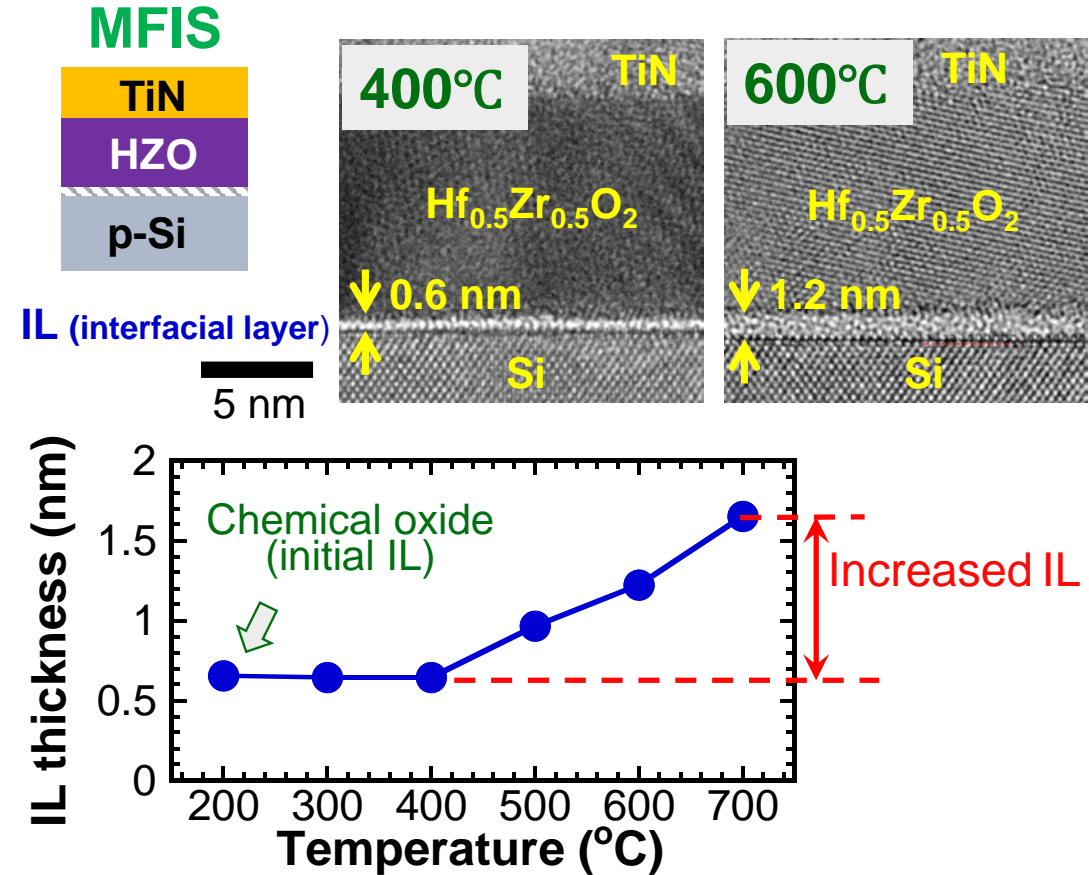 MFIS
TiN
HZO
p-Si
IL (interfacial layer)
5 nm
400℃
TiN
Hf0.5Zr0.5O2
0.6 nm
Si
600℃
TiN
Hf0.5Zr0.5O2
1.2 nm
Si
IL thickness (nm)
2
1.5
1
0.5
0
Chemical oxide
(initial IL)
Increased IL
200 300 400 500 600 700
Temperature (oC)